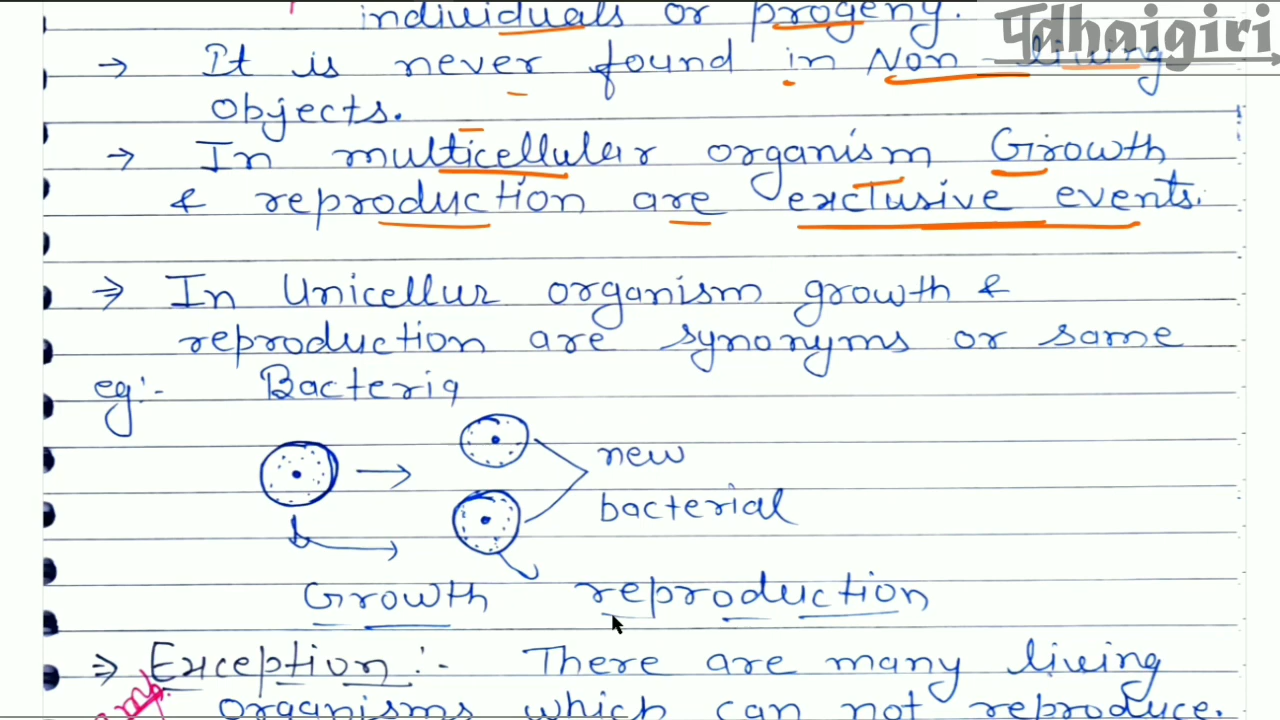 individuals or progeny.
पढhaigiri
→ It is never found in Non-living
objects.
→ In multicellular organism Growth
& reproduction are exclusive events.
⇒ In Unicellur organism growth &
reproduction are synonyms or same
eg:- Bacteria
new
bacterial
Growth reproduction
⇒ Exception :- There are many living
organisms which can not reproduce.